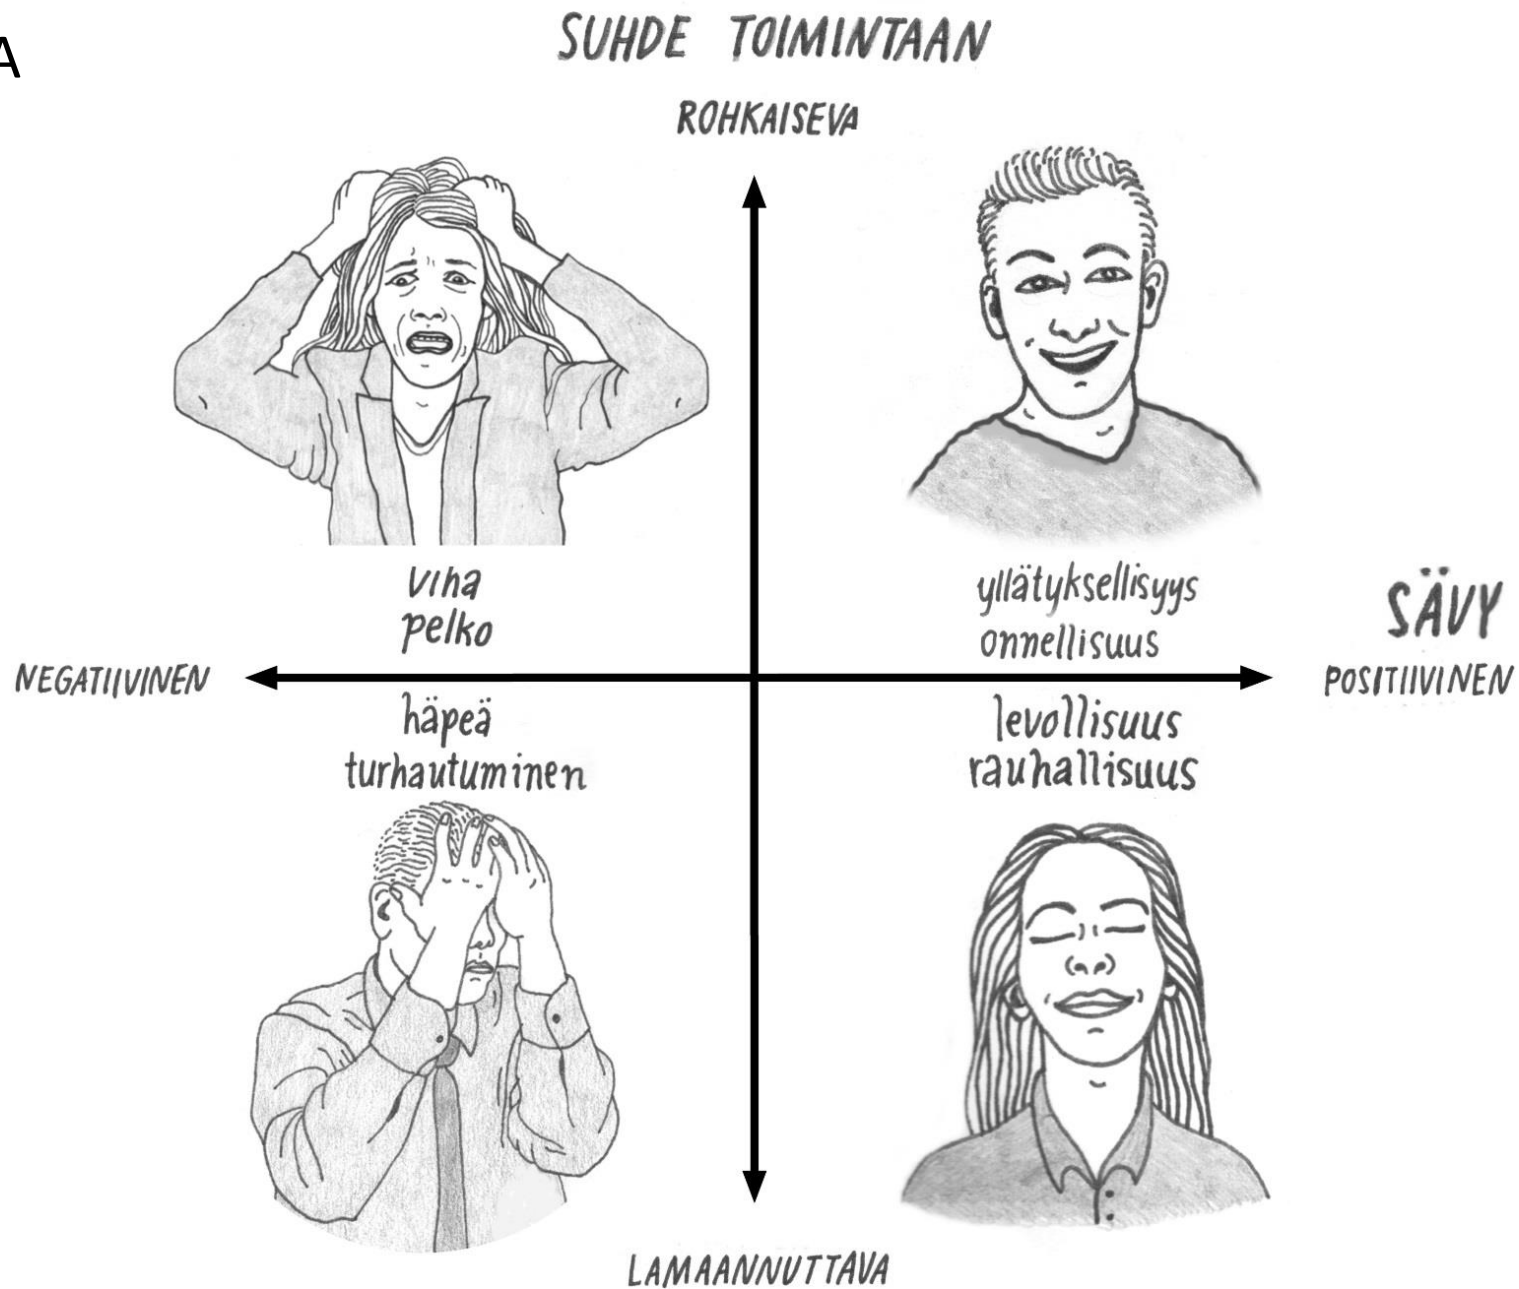 A
SUHDE TOIMINTAAN
ROHKAISEVA
viha
pelko
yllätyksellisyys
onnellisuus
SÄVY
NEGATIIVINEN
POSITIIVINEN
häpeä
turhautuminen
levollisuus
rauhallisuus
LAMAANNUTTAVA